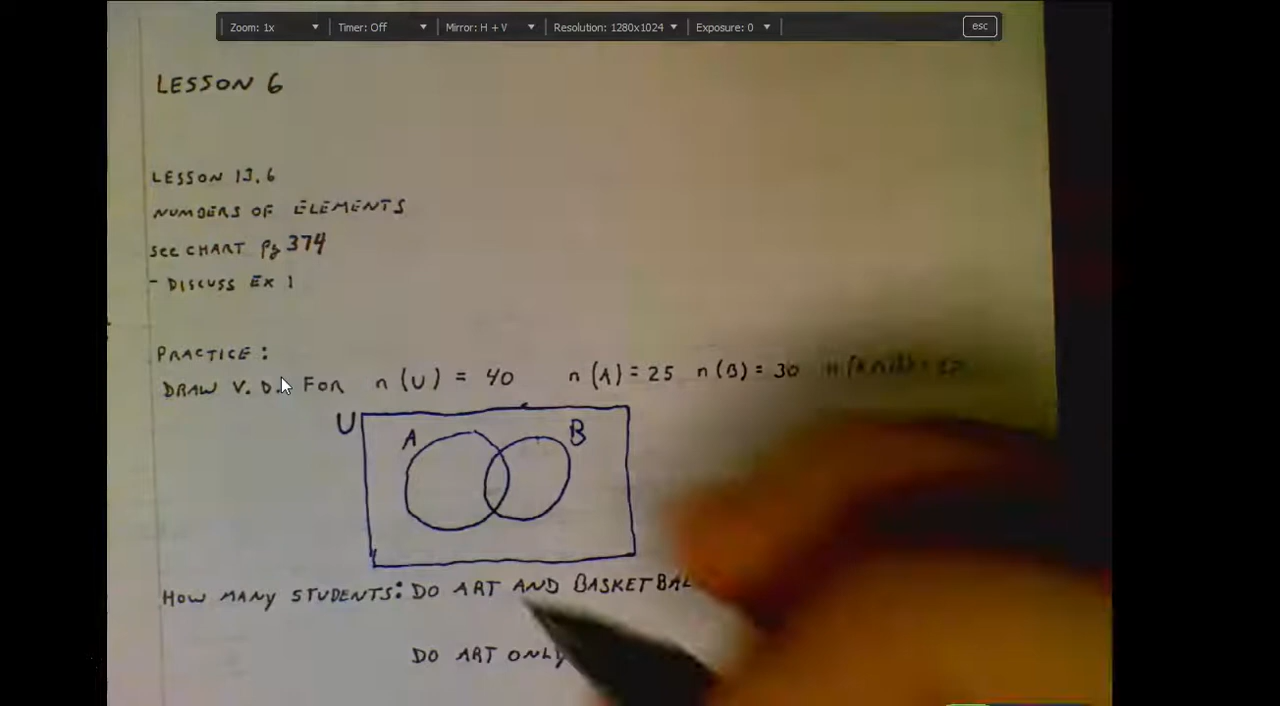 Zoom: 1x Timer: Off Mirror: H + V Resolution: 1280x1024 Exposure: 0 esc
LESSON 6
LESSON 13.6
NUMBERS OF ELEMENTS
SEE CHART Pg 374
- DISCUSS EX 1
PRACTICE :
DRAW V. D. FOR n (U) = 40 n (A) = 25 n (B) = 30
U
A B
HOW MANY STUDENTS: DO ART AND
DO ART ONLY